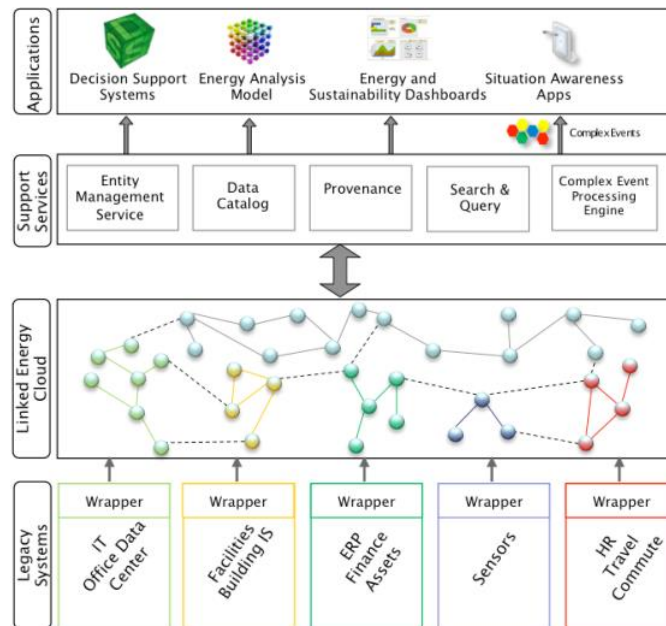 Applications
Decision Support
Systems
Energy Analysis
Model
Energy and
Sustainability Dashboards
Situation Awareness
Apps
Complex Events
Support
Services
Entity
Management
Service
Data
Catalog
Provenance
Search &
Query
Complex Event
Processing
Engine
Linked Energy
Cloud
Legacy
Systems
Wrapper
IT
Office Data
Center
Wrapper
Facilities
Building IS
Wrapper
ERP
Finance
Assets
Wrapper
Sensors
Wrapper
HR
Travel
Commute